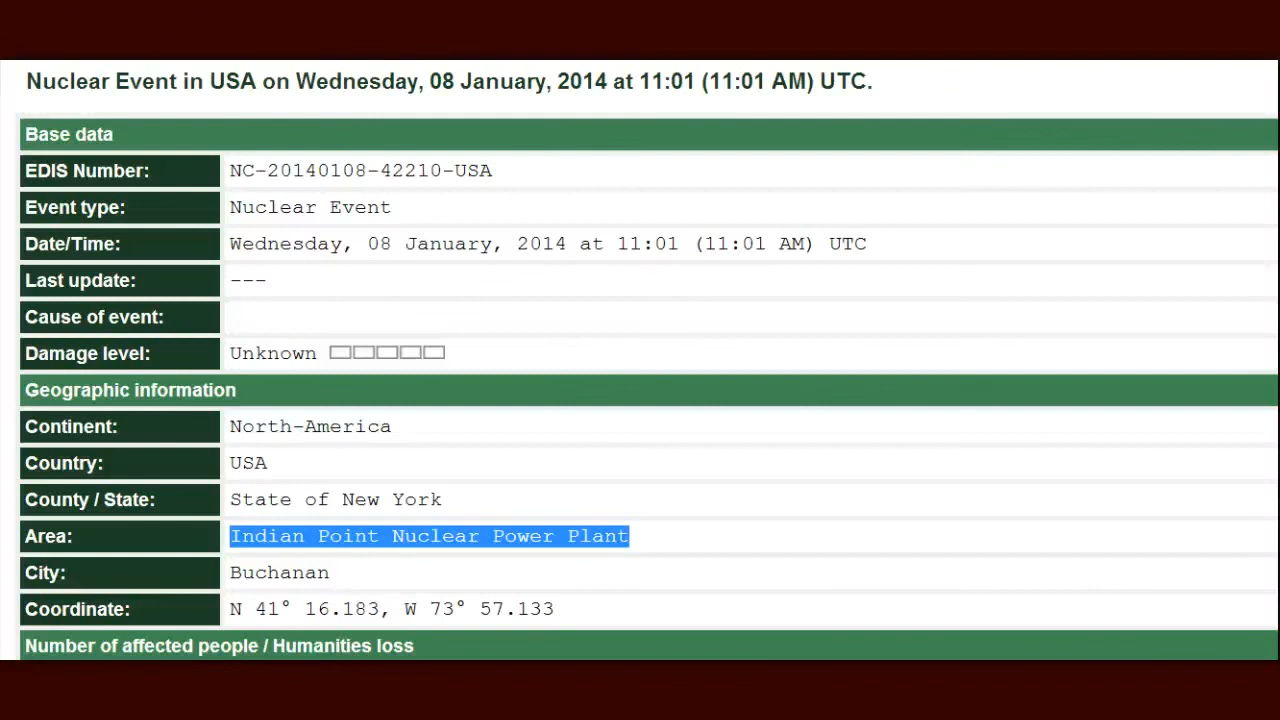 Nuclear Event in USA on Wednesday, 08 January, 2014 at 11:01 (11:01 AM) UTC.
Base data
EDIS Number: NC-20140108-42210-USA
Event type: Nuclear Event
Date/Time: Wednesday, 08 January, 2014 at 11:01 (11:01 AM) UTC
Last update: ---
Cause of event:
Damage level: Unknown
Geographic information
Continent: North-America
Country: USA
County / State: State of New York
Area: Indian Point Nuclear Power Plant
City: Buchanan
Coordinate: N 41° 16.183, W 73° 57.133
Number of affected people / Humanities loss